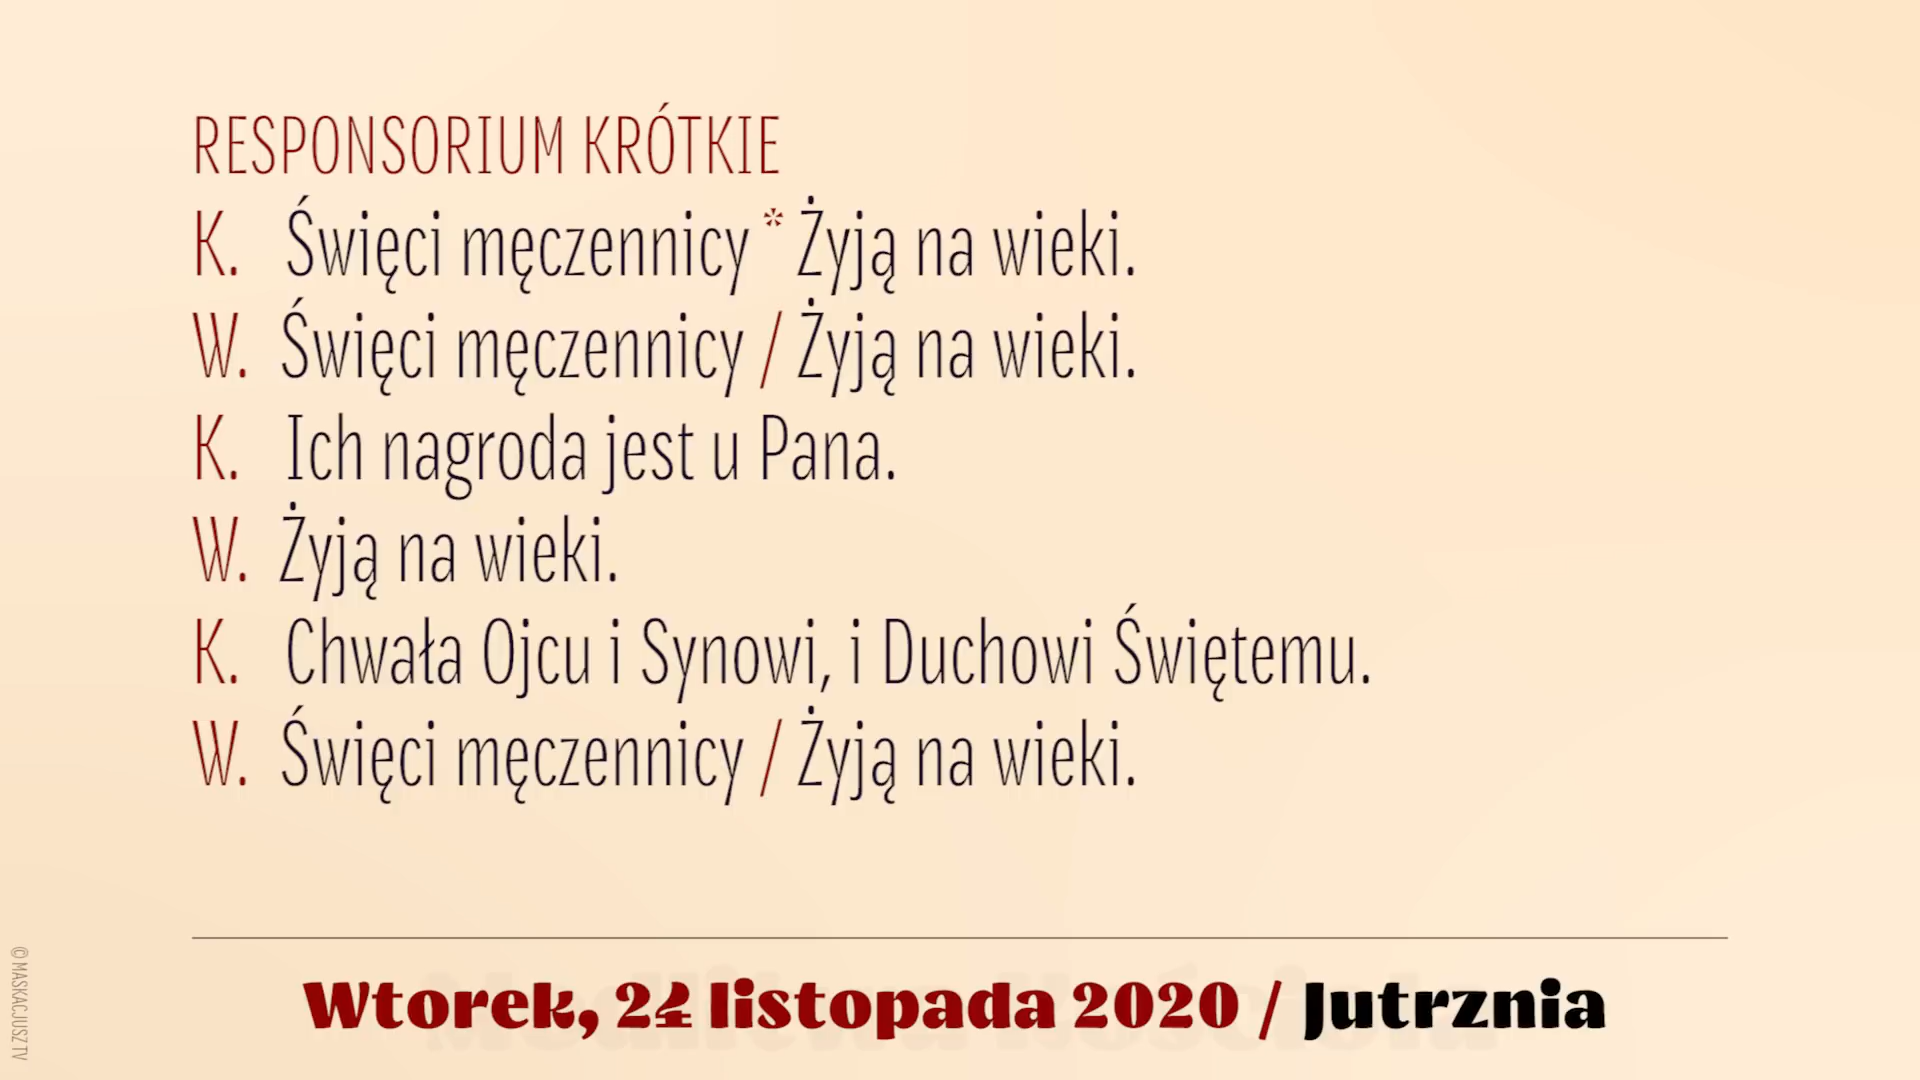 RESPONSORIUM KRÓTKIE
K. Święci męczennicy * Żyją na wieki.
W. Święci męczennicy / Żyją na wieki.
K. Ich nagroda jest u Pana.
W. Żyją na wieki.
K. Chwała Ojcu i Synowi, i Duchowi Świętemu.
W. Święci męczennicy / Żyją na wieki.
Wtorek, 24 listopada 2020 / Jutrznia
© MASKACJUSZ TV